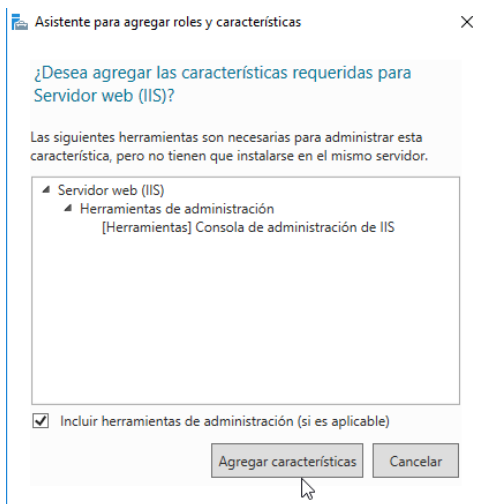 Asistente para agregar roles y características
¿Desea agregar las características requeridas para
Servidor web (IIS)?
Las siguientes herramientas son necesarias para administrar esta
característica, pero no tienen que instalarse en el mismo servidor.
Servidor web (IIS)
Herramientas de administración
[Herramientas] Consola de administración de IIS
Incluir herramientas de administración (si es aplicable)
Agregar características Cancelar